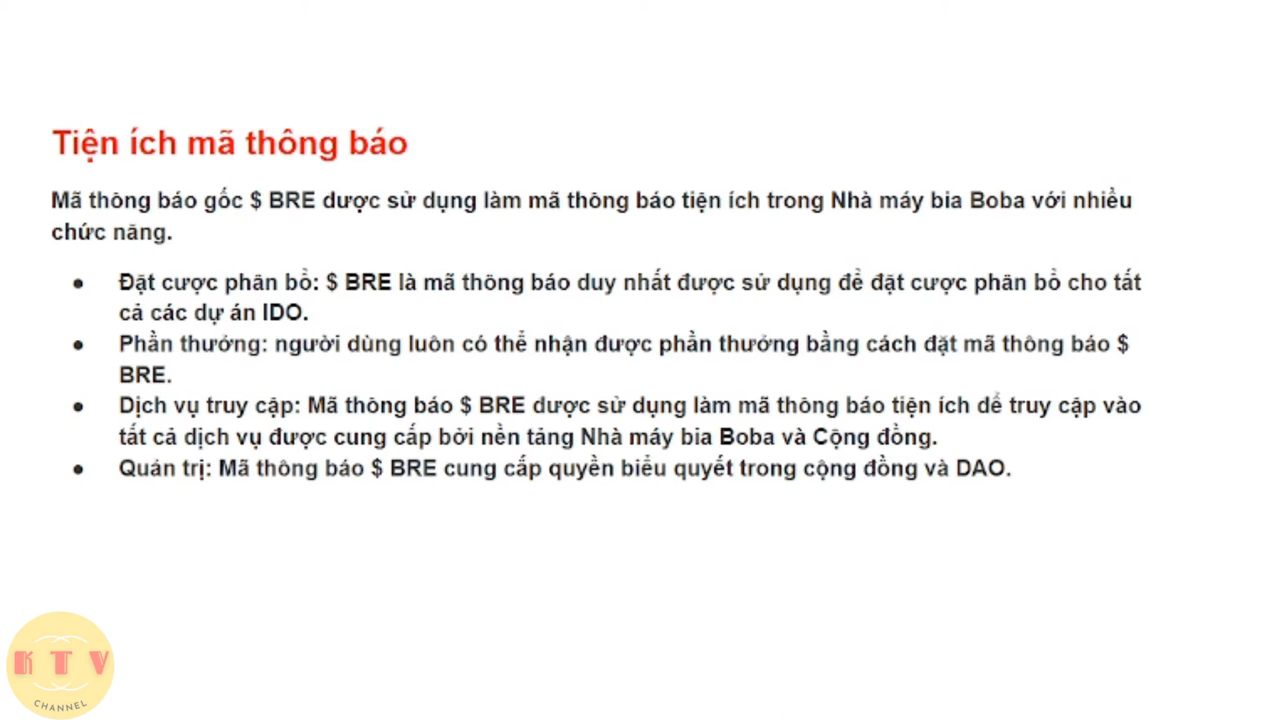 Tiện ích mã thông báo
Mã thông báo gốc $ BRE được sử dụng làm mã thông báo tiện ích trong Nhà máy bia Boba với nhiều
chức năng.
● Đặt cược phân bổ: $ BRE là mã thông báo duy nhất được sử dụng để đặt cược phân bổ cho tất
cả các dự án IDO.
● Phần thưởng: người dùng luôn có thể nhận được phần thưởng bằng cách đặt mã thông báo $
BRE.
● Dịch vụ truy cập: Mã thông báo $ BRE được sử dụng làm mã thông báo tiện ích để truy cập vào
tất cả dịch vụ được cung cấp bởi nền tảng Nhà máy bia Boba và Cộng đồng.
● Quản trị: Mã thông báo $ BRE cung cấp quyền biểu quyết trong cộng đồng và DAO.
KTV
CHANNEL